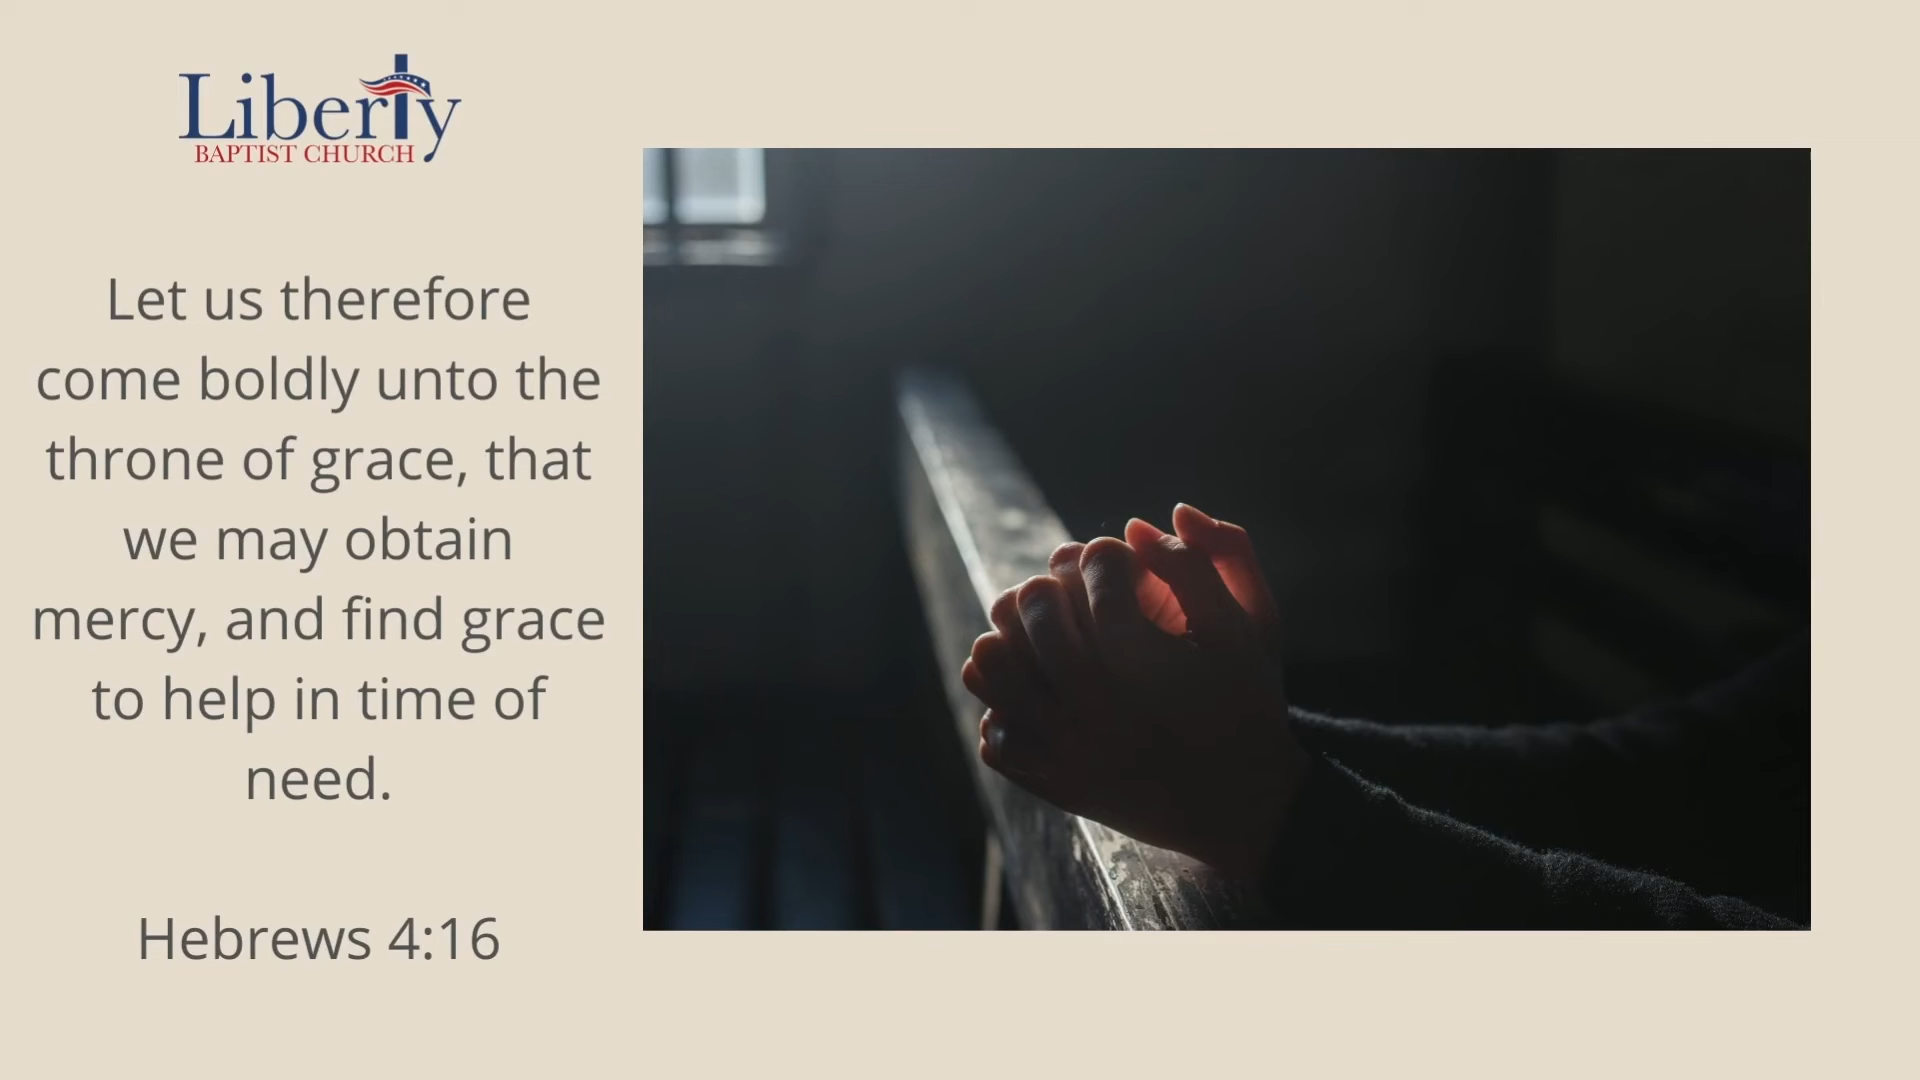 Liberty
BAPTIST CHURCH
Let us therefore
come boldly unto the
throne of grace, that
we may obtain
mercy, and find grace
to help in time of
need.
Hebrews 4:16